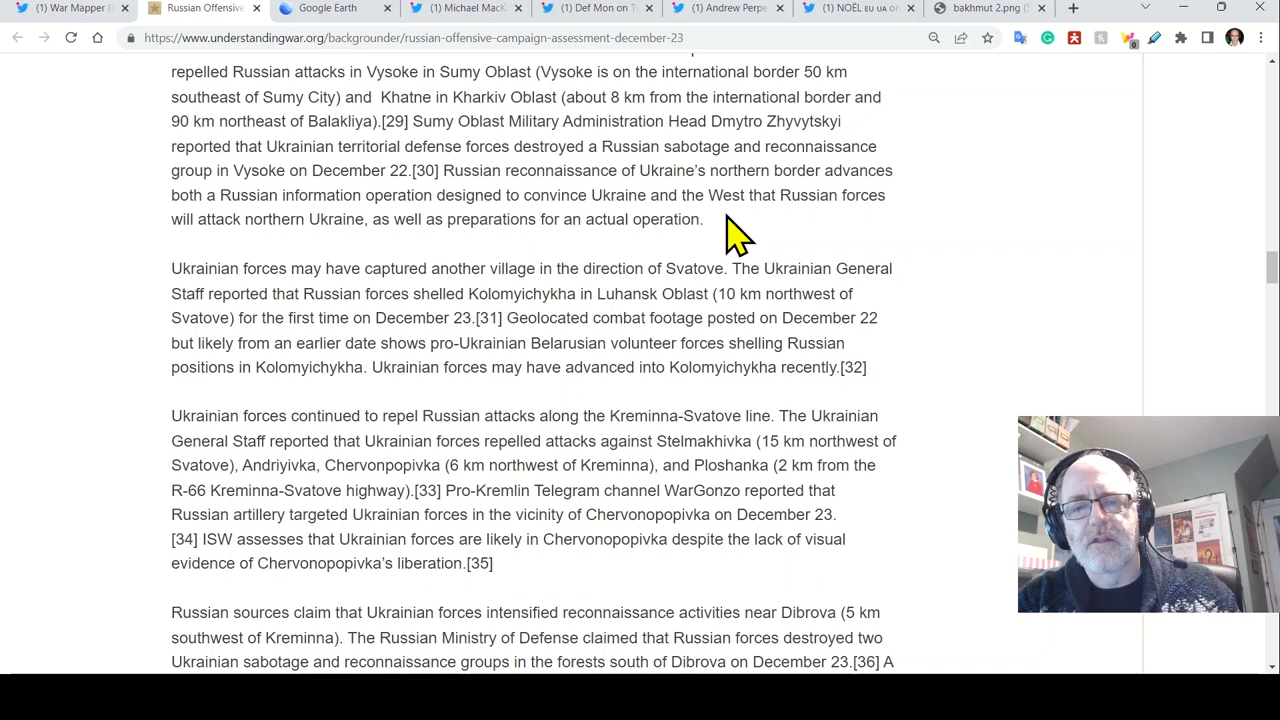 (1) War Mapper (
Russian Offensive
Google Earth
(1) Michael MacK
(1) Def Mon on Tw
(1) Andrew Perpe
(1) NOËL EU UA on
bakhmut 2.png (5
https://www.understandingwar.org/backgrounder/russian-offensive-campaign-assessment-december-23
repelled Russian attacks in Vysoke in Sumy Oblast (Vysoke is on the international border 50 km
southeast of Sumy City) and Khatne in Kharkiv Oblast (about 8 km from the international border and
90 km northeast of Balakliya).[29] Sumy Oblast Military Administration Head Dmytro Zhyvytskyi
reported that Ukrainian territorial defense forces destroyed a Russian sabotage and reconnaissance
group in Vysoke on December 22.[30] Russian reconnaissance of Ukraine's northern border advances
both a Russian information operation designed to convince Ukraine and the West that Russian forces
will attack northern Ukraine, as well as preparations for an actual operation.
Ukrainian forces may have captured another village in the direction of Svatove. The Ukrainian General
Staff reported that Russian forces shelled Kolomyichykha in Luhansk Oblast (10 km northwest of
Svatove) for the first time on December 23.[31] Geolocated combat footage posted on December 22
but likely from an earlier date shows pro-Ukrainian Belarusian volunteer forces shelling Russian
positions in Kolomyichykha. Ukrainian forces may have advanced into Kolomyichykha recently.[32]
Ukrainian forces continued to repel Russian attacks along the Kreminna-Svatove line. The Ukrainian
General Staff reported that Ukrainian forces repelled attacks against Stelmakhivka (15 km northwest of
Svatove), Andriyivka, Chervonpopivka (6 km northwest of Kreminna), and Ploshanka (2 km from the
R-66 Kreminna-Svatove highway).[33] Pro-Kremlin Telegram channel WarGonzo reported that
Russian artillery targeted Ukrainian forces in the vicinity of Chervonopopivka on December 23.
[34] ISW assesses that Ukrainian forces are likely in Chervonopopivka despite the lack of visual
evidence of Chervonopopivka's liberation.[35]
Russian sources claim that Ukrainian forces intensified reconnaissance activities near Dibrova (5 km
southwest of Kreminna). The Russian Ministry of Defense claimed that Russian forces destroyed two
Ukrainian sabotage and reconnaissance groups in the forests south of Dibrova on December 23.[36] A